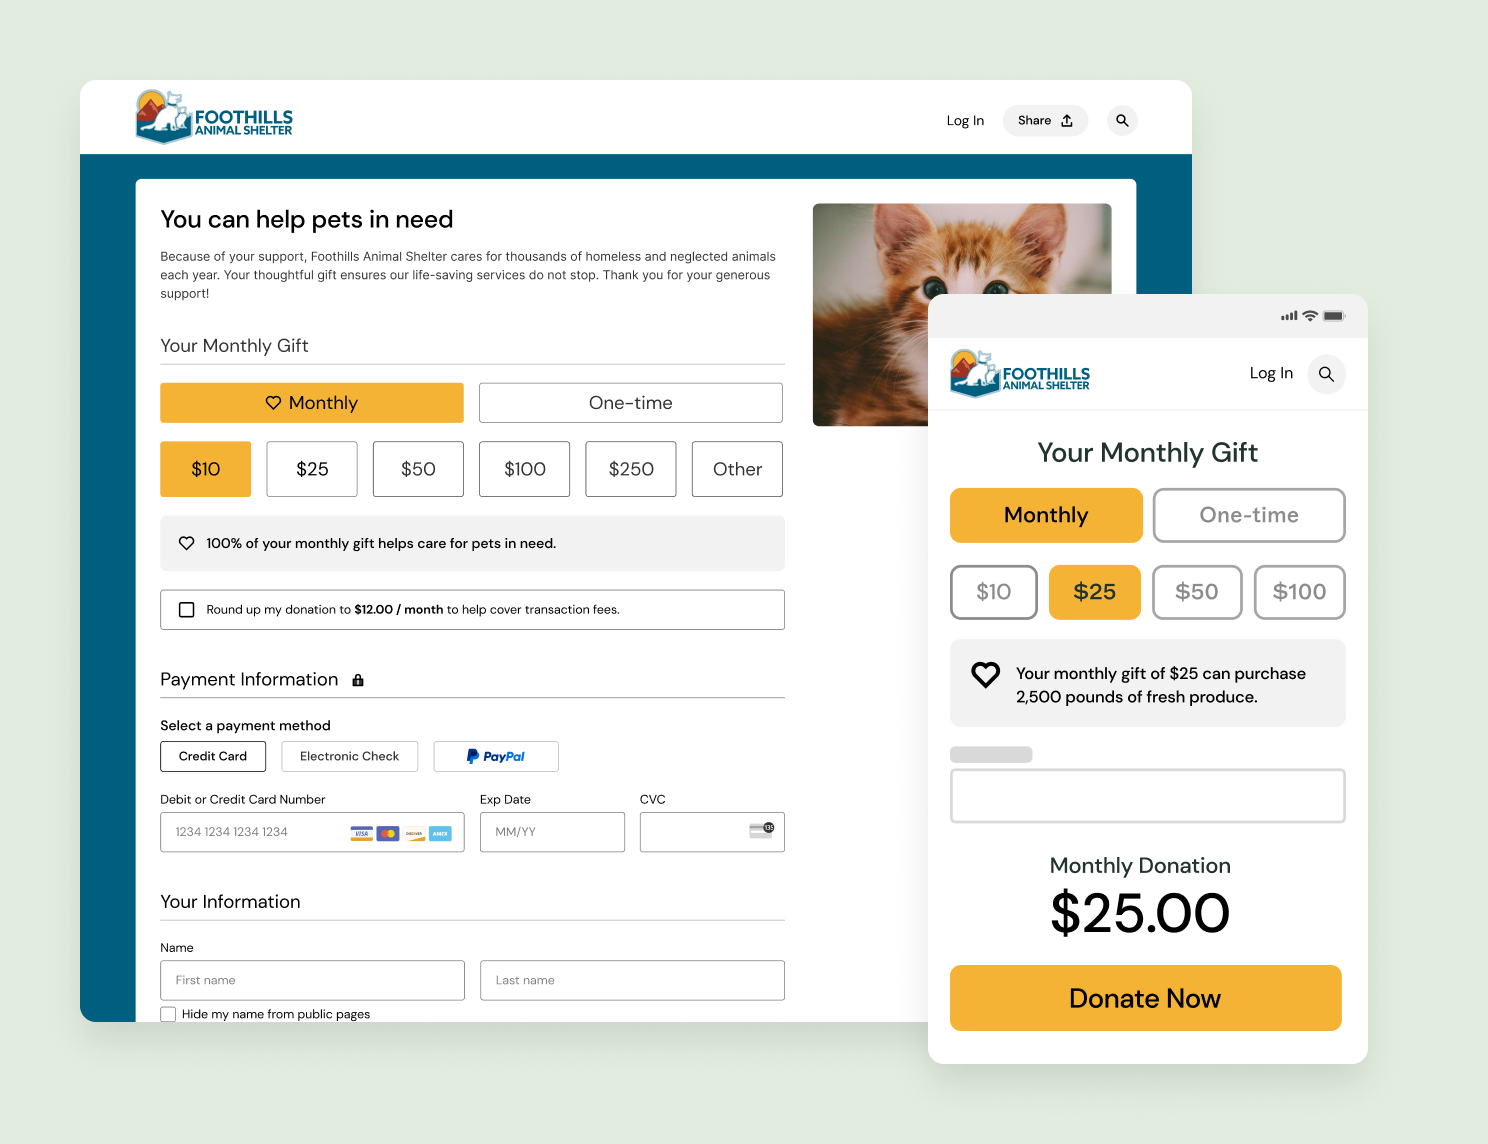 FOOTHILLS
ANIMAL SHELTER
Log In
Share
You can help pets in need
Because of your support, Foothills Animal Shelter cares for thousands of homeless and neglected animals
each year. Your thoughtful gift ensures our life-saving services do not stop. Thank you for your generous
support!
Your Monthly Gift
Monthly
One-time
$10
$25
$50
$100
$250
Other
100% of your monthly gift helps care for pets in need.
Round up my donation to $12.00 / month to help cover transaction fees.
Payment Information
Select a payment method
Credit Card
Electronic Check
PayPal
Debit or Credit Card Number
Exp Date
CVC
1234 1234 1234 1234
VISA
DISCOVER
AMEX
MM/YY
135
Your Information
Name
First name
Last name
Hide my name from public pages
FOOTHILLS
ANIMAL SHELTER
Log In
Your Monthly Gift
Monthly
One-time
$10
$25
$50
$100
Your monthly gift of $25 can purchase
2,500 pounds of fresh produce.
Monthly Donation
$25.00
Donate Now